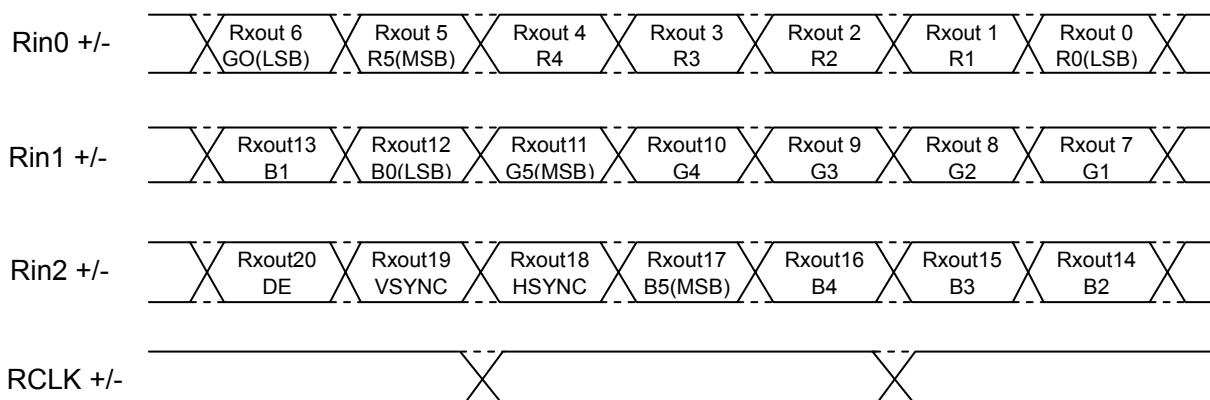 Rin0 +/- Rxout 6 Rxout 5 Rxout 4 Rxout 3 Rxout 2 Rxout 1 Rxout 0
GO(LSB) R5(MSB) R4 R3 R2 R1 R0(LSB)
Rin1 +/- Rxout13 Rxout12 Rxout11 Rxout10 Rxout 9 Rxout 8 Rxout 7
B1 B0(LSB) G5(MSB) G4 G3 G2 G1
Rin2 +/- Rxout20 Rxout19 Rxout18 Rxout17 Rxout16 Rxout15 Rxout14
DE VSYNC HSYNC B5(MSB) B4 B3 B2
RCLK +/-